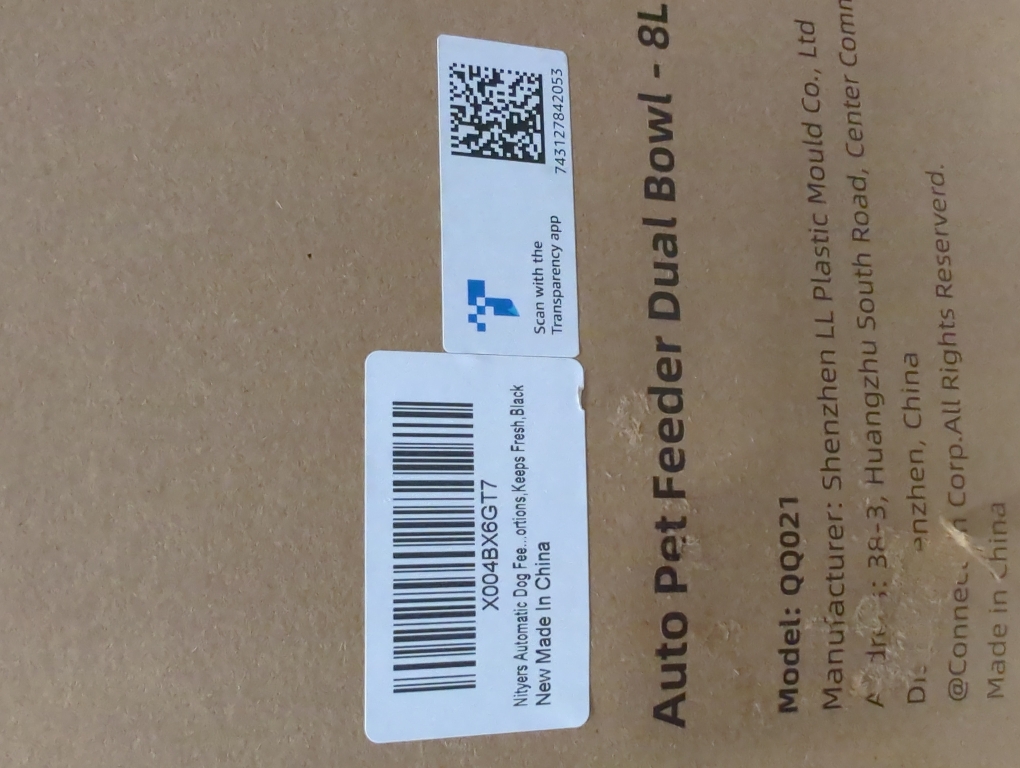 743127842053
Scan with the
Transparency app
X004BX6GT7
Nityers Automatic Dog Fee...ortions,Keeps Fresh,Black
New Made In China
Auto Pet Feeder Dual Bowl - 8L
Model: QQ021
Manufacturer: Shenzhen LL Plastic Mould Co., Ltd
38-3, Huangzhu South Road, Center
China
Corp.All Rights Reserverd.
Made in China